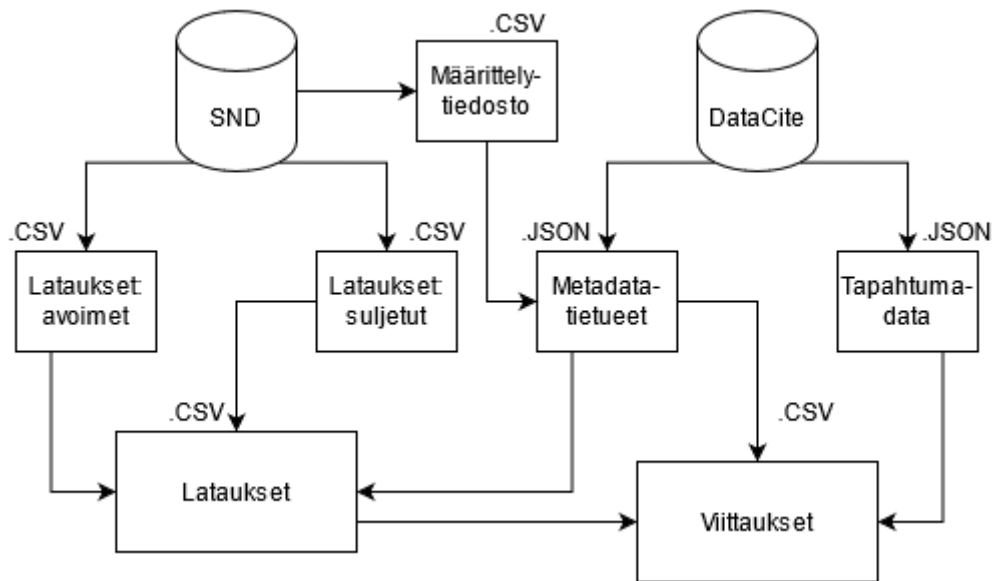 .CSV
Määrittely-
tiedosto
SND
DataCite
.CSV
.CSV
.JSON
.JSON
Lataukset:
avoimet
Lataukset:
suljetut
Metadata-
tietueet
Tapahtuma-
data
.CSV
.CSV
Lataukset
Viittaukset